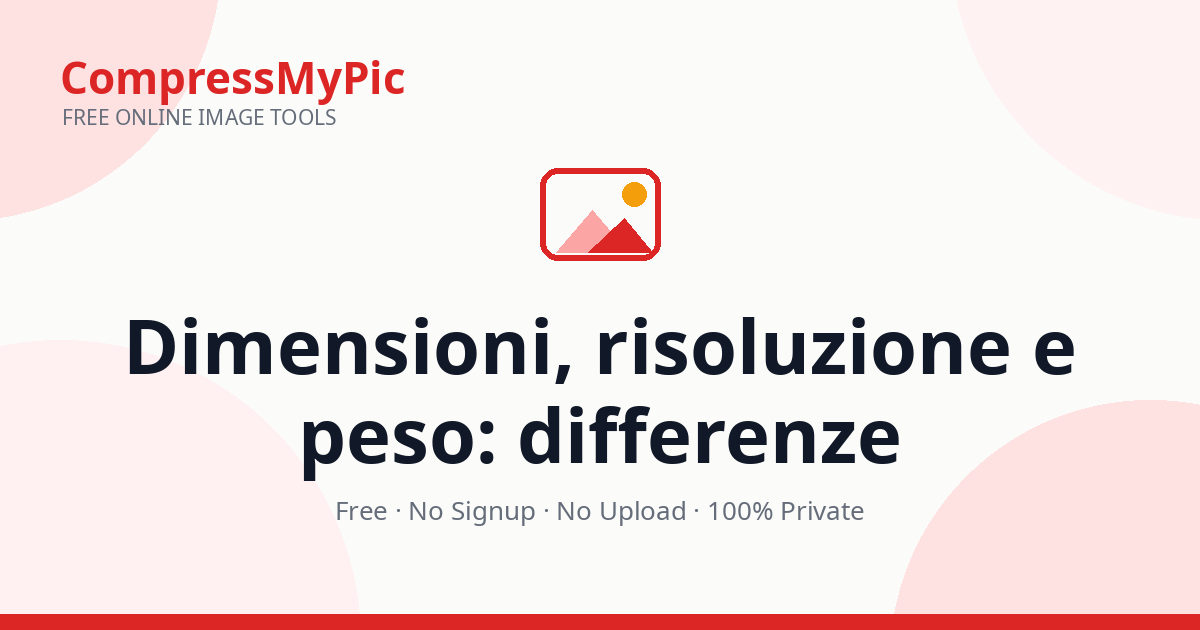 CompressMyPic
FREE ONLINE IMAGE TOOLS
Dimensioni, risoluzione e
peso: differenze
Free · No Signup · No Upload · 100% Private